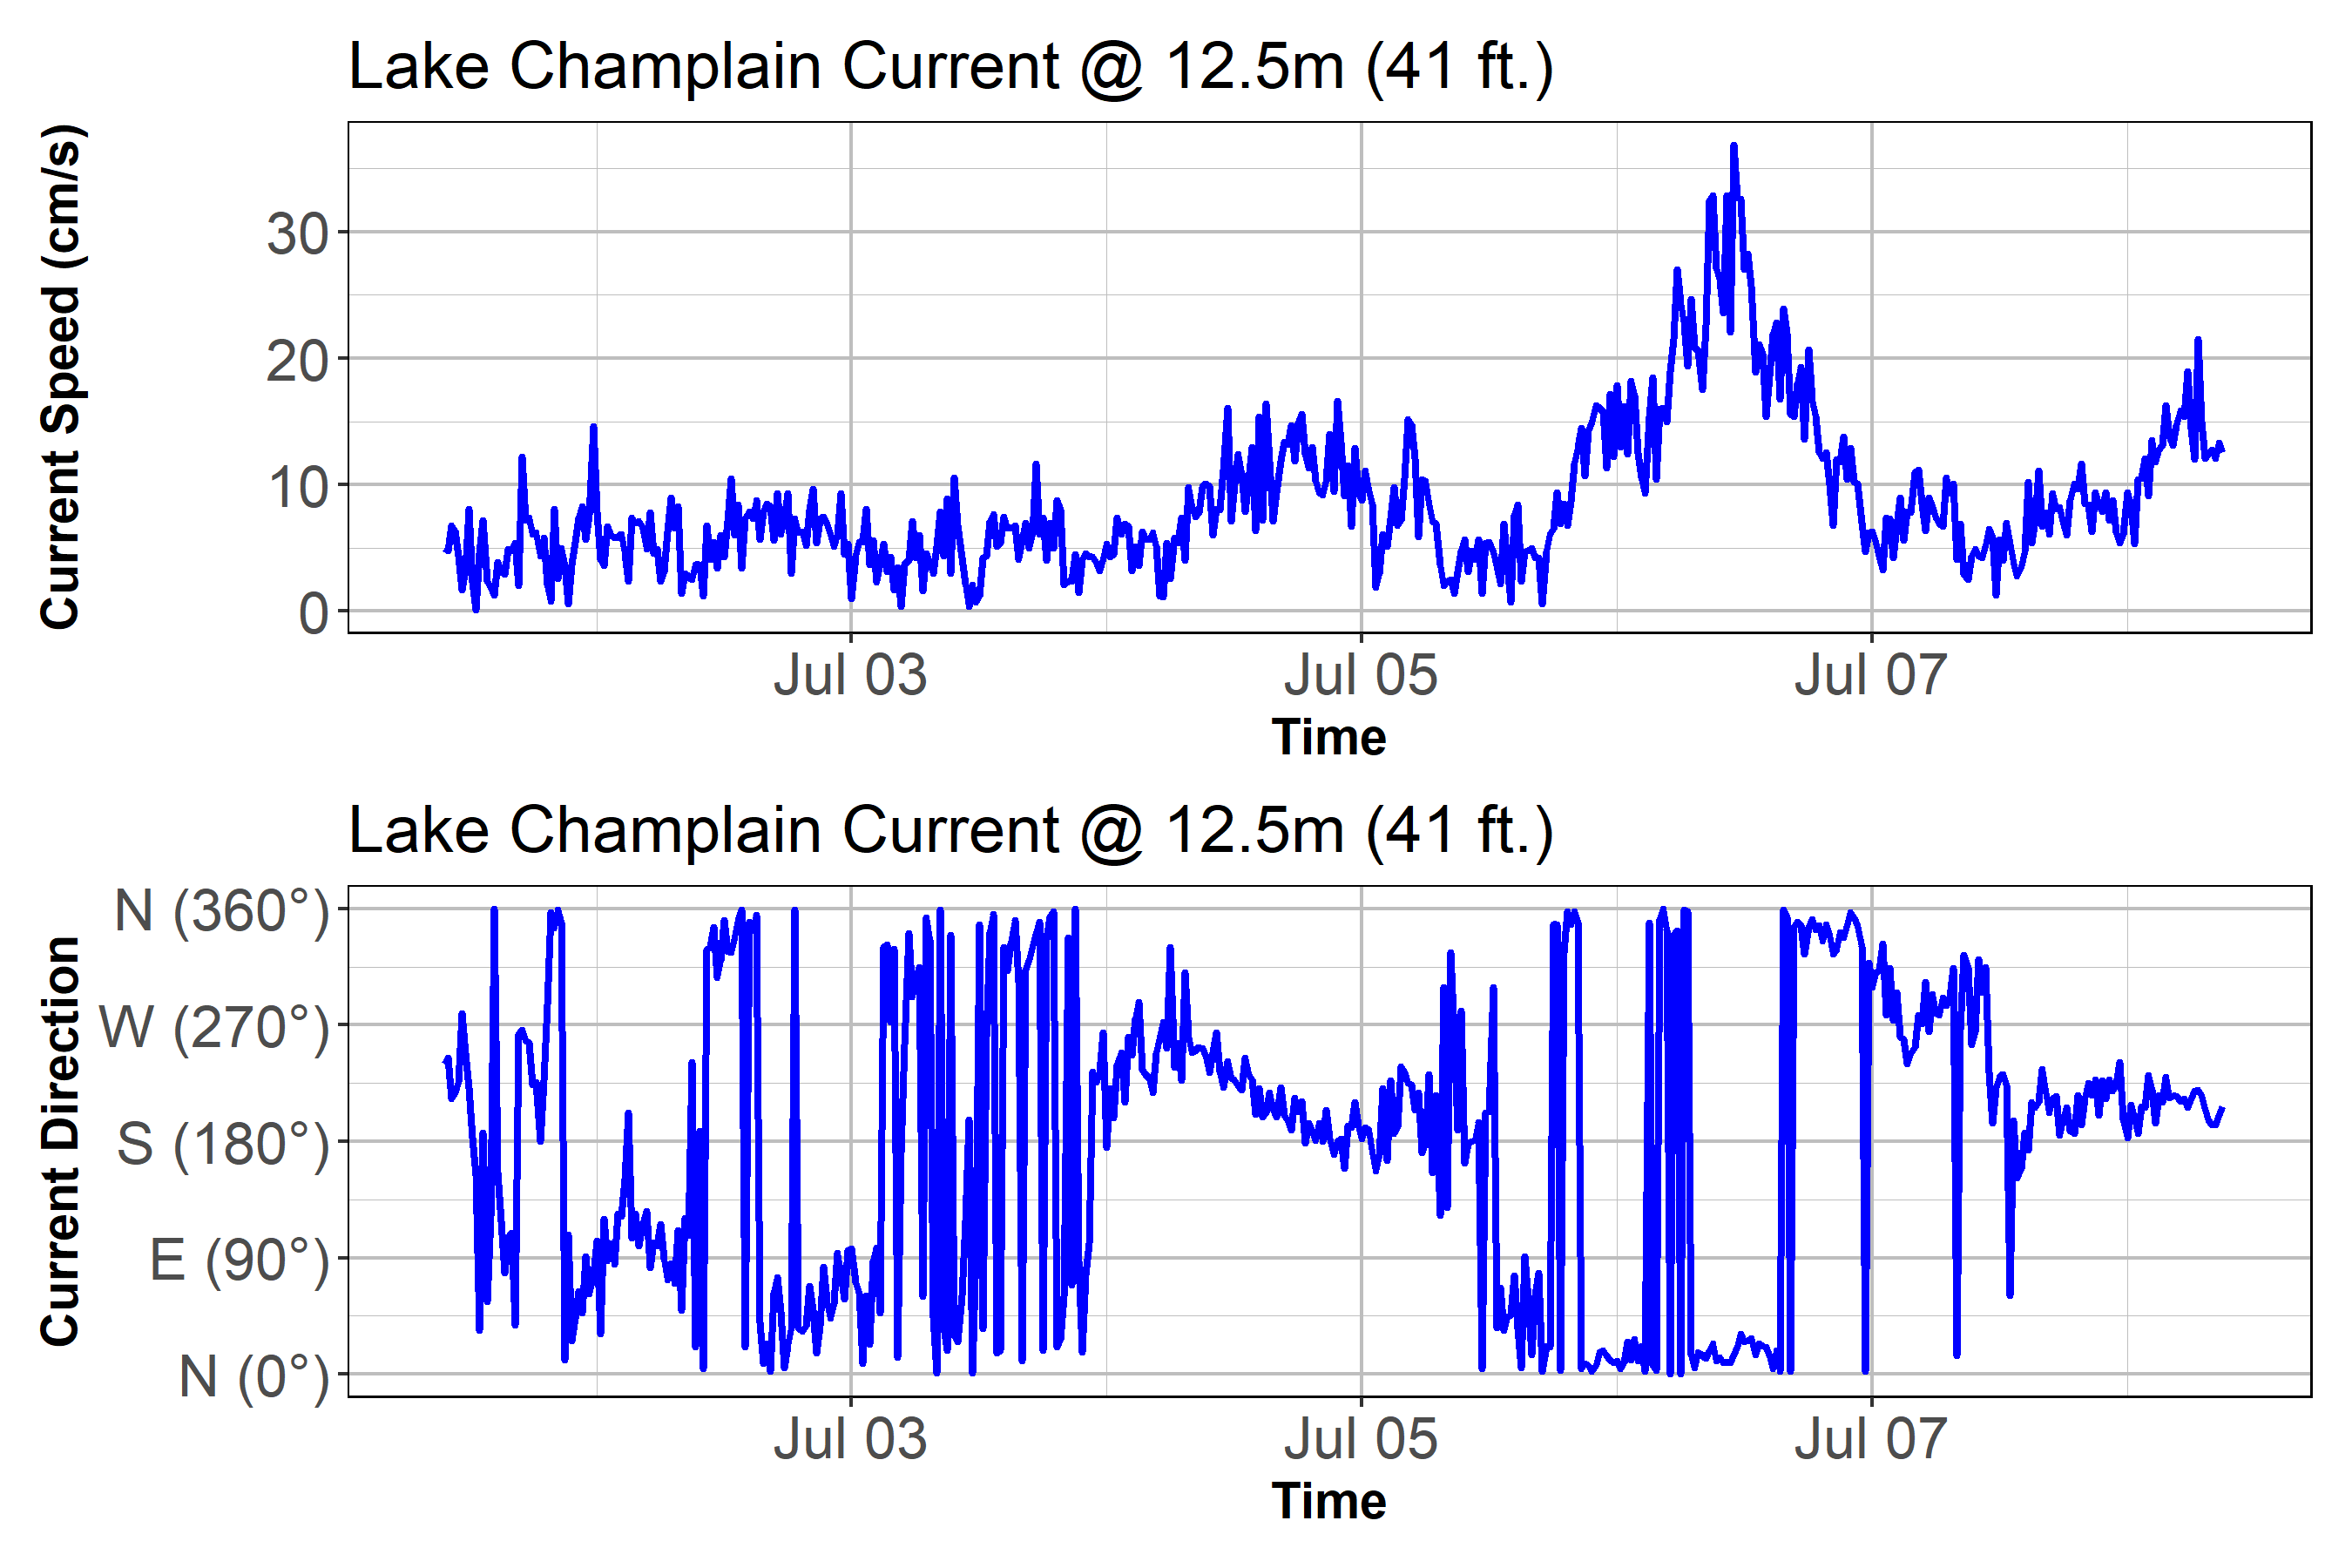 Lake Champlain Current @ 12.5m (41 ft.)
Current Speed (cm/s)
30
20
10
0
Jul 03 Jul 05 Jul 07
Time
Lake Champlain Current @ 12.5m (41 ft.)
Current Direction
N (360°)
W (270°)
S (180°)
E (90°)
N (0°)
Jul 03 Jul 05 Jul 07
Time